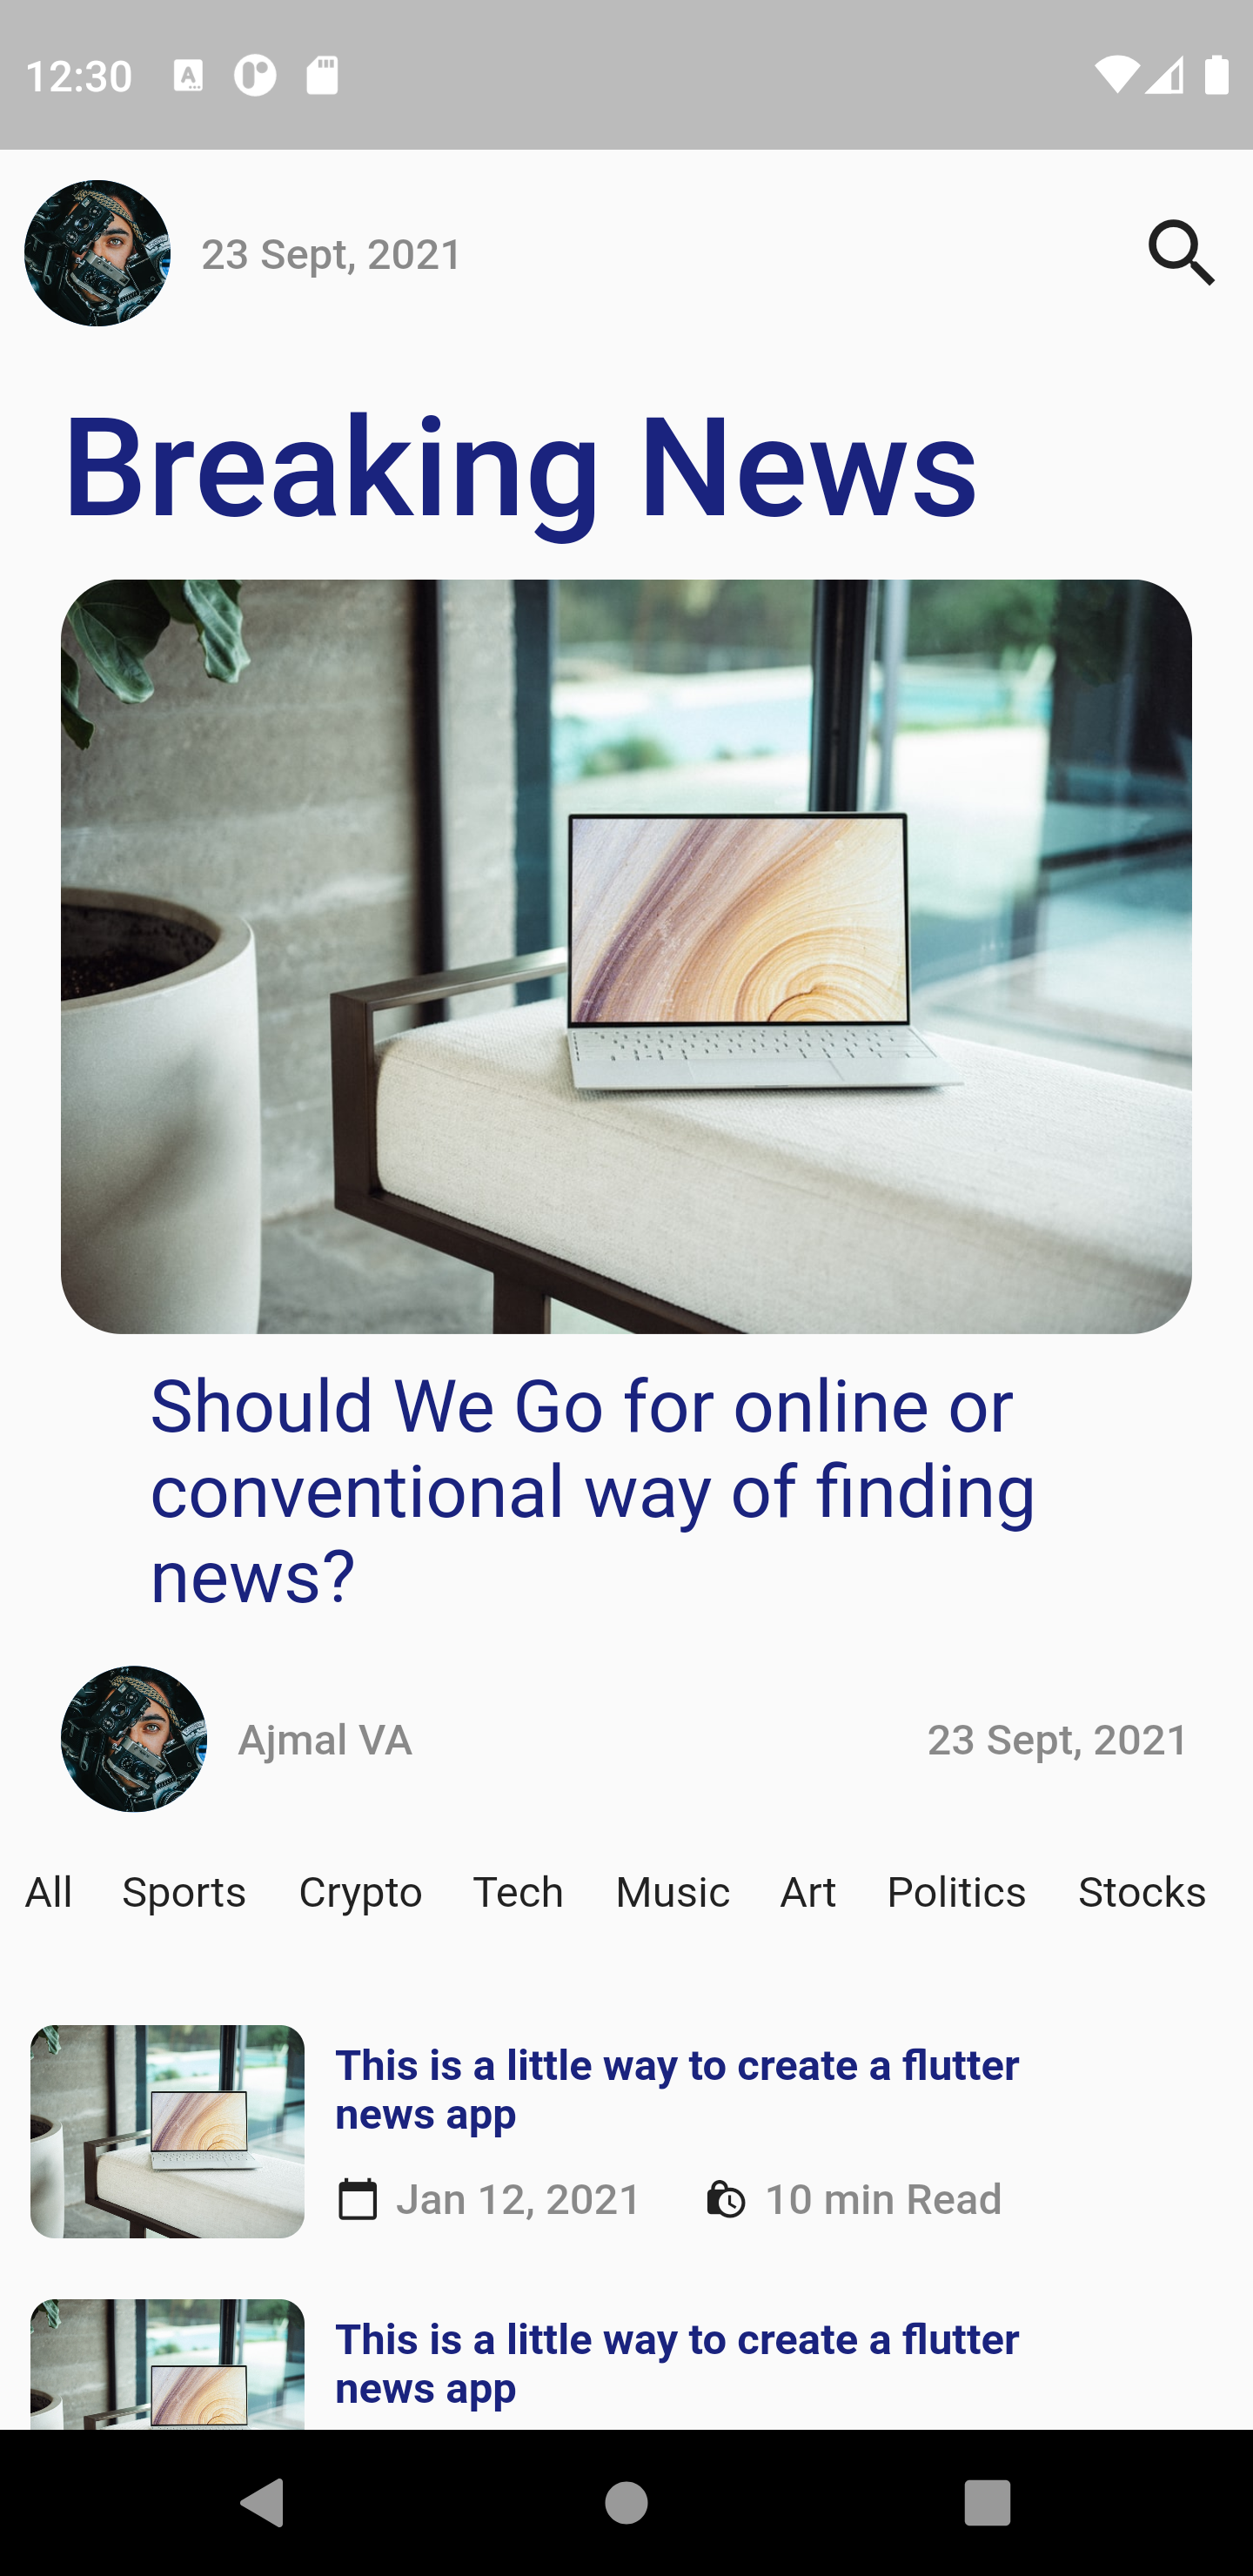 12:30
23 Sept, 2021
Breaking News
Should We Go for online or
conventional way of finding
news?
Ajmal VA
23 Sept, 2021
All Sports Crypto Tech Music Art Politics Stocks
This is a little way to create a flutter
news app
Jan 12, 2021
10 min Read
This is a little way to create a flutter
news app